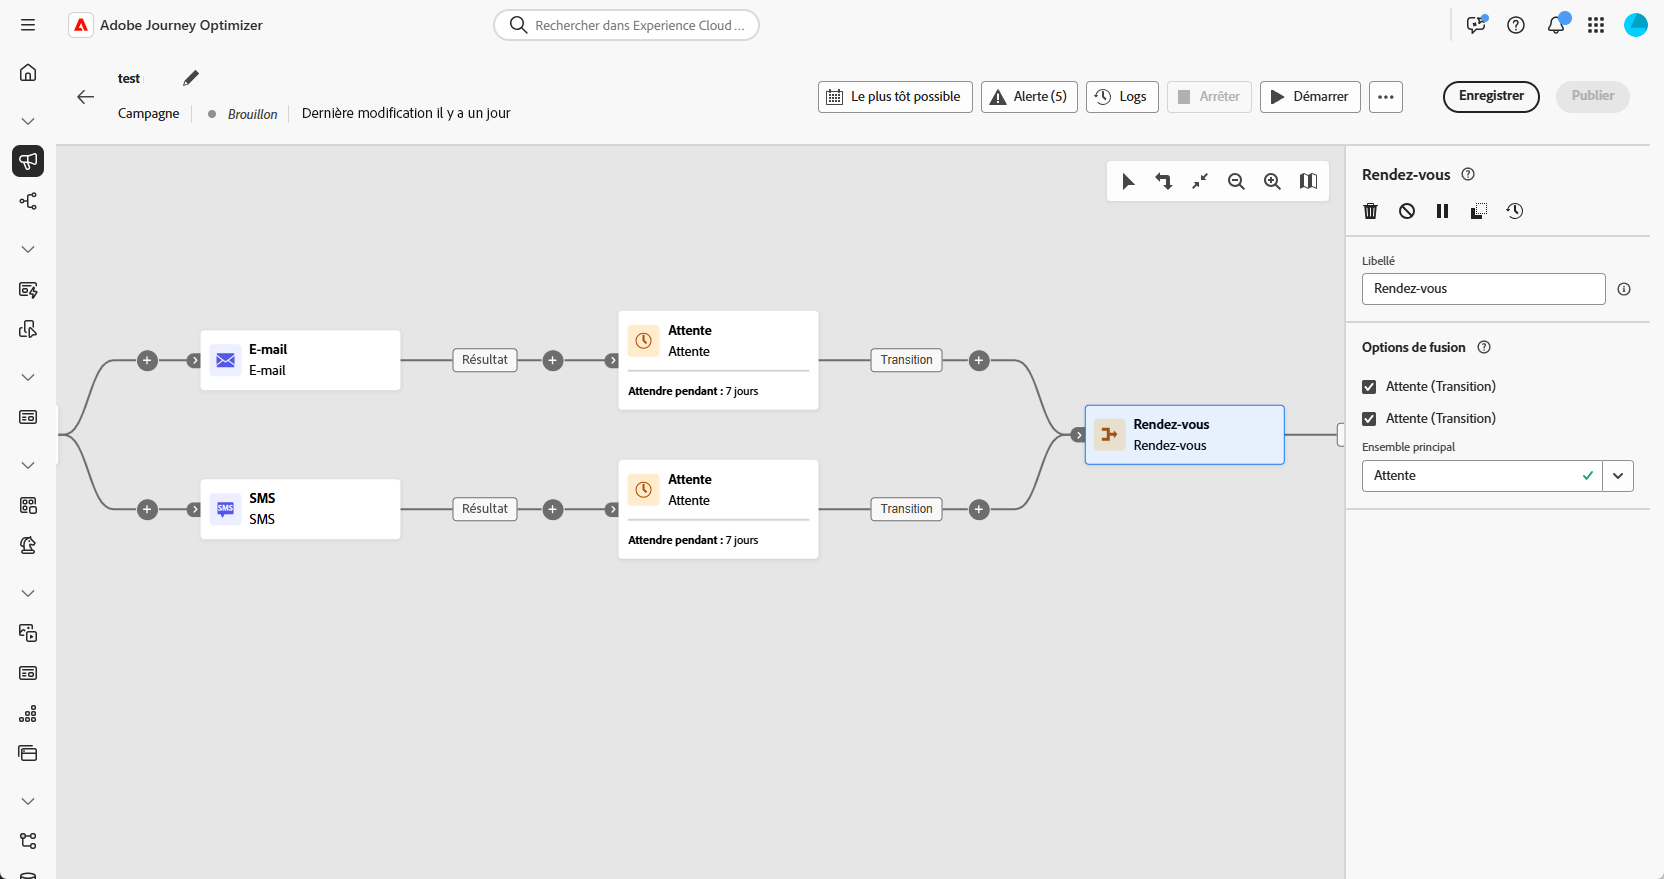 Adobe Journey Optimizer
Rechercher dans Experience Cloud ...
test
Campagne
Brouillon
Dernière modification il y a un jour
Le plus tôt possible
Alerte (5)
Logs
Arrêter
Démarrer
Enregistrer
Publier
E-mail
E-mail
Résultat
Attente
Attente
Attendre pendant : 7 jours
Transition
SMS
SMS
SMS
Résultat
Attente
Attente
Attendre pendant : 7 jours
Transition
Rendez-vous
Rendez-vous
Rendez-vous
Libellé
Rendez-vous
Options de fusion
Attente (Transition)
Attente (Transition)
Ensemble principal
Attente